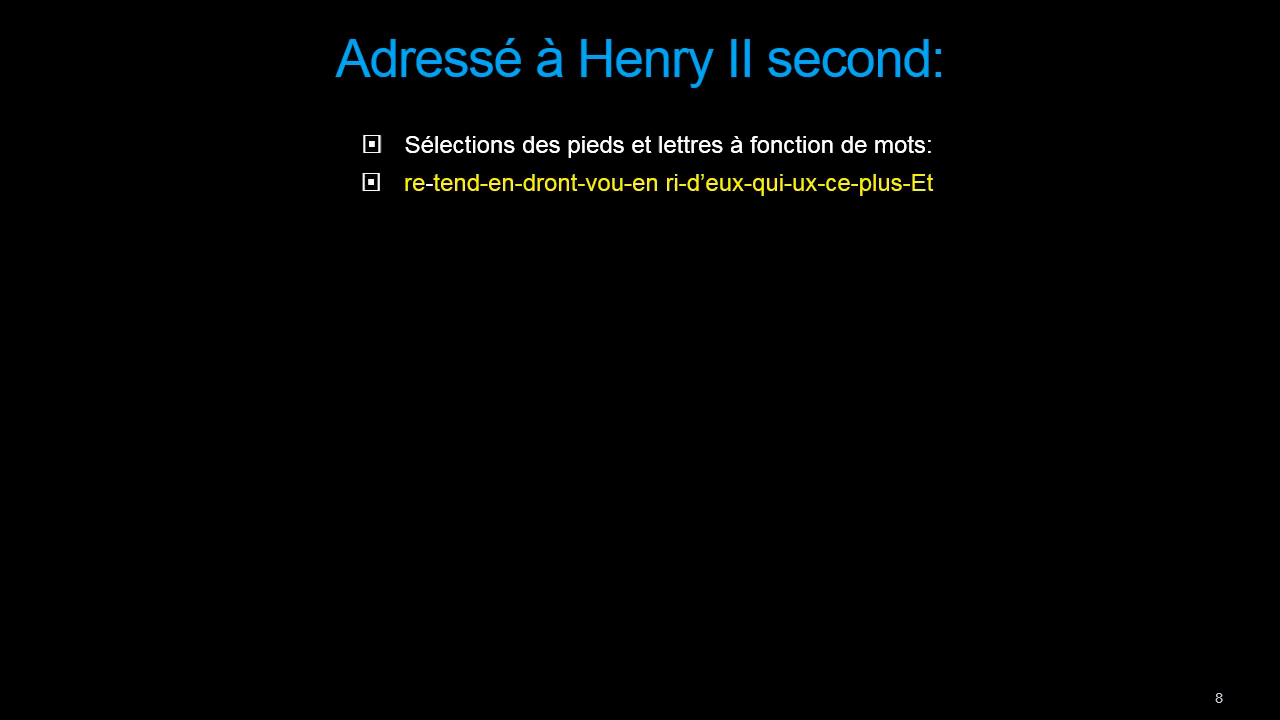 Adressé à Henry II second:
Sélections des pieds et lettres à fonction de mots:
re-tend-en-dront-vou-en ri-d’eux-qui-ux-ce-plus-Et
8